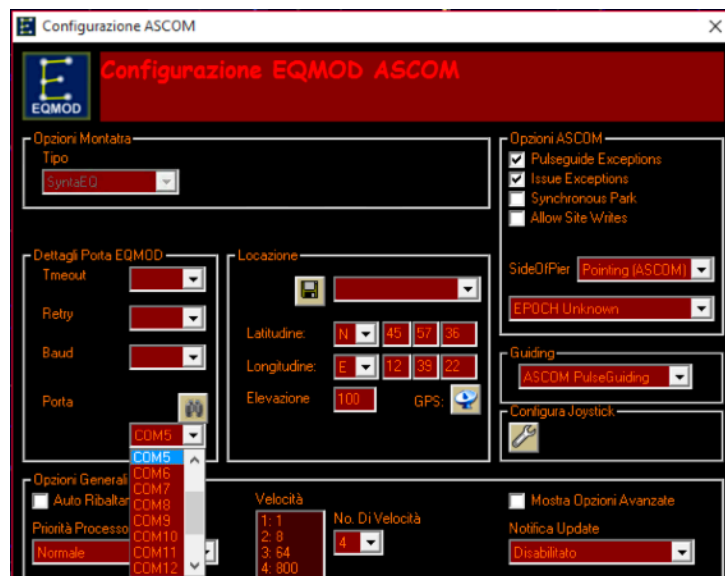 Configurazione ASCOM
EQMOD
Configurazione EQMOD ASCOM
Opzioni Montatra
Tipo
SyntaEQ
Opzioni ASCOM
Pulseguide Exceptions
Issue Exceptions
Synchronous Park
Allow Site Writes
SideOfPier
Pointing (ASCOM)
EPOCH Unknown
Dettagli Porta EQMOD
Tmeout
Retry
Baud
Porta
COM5
COM5
COM6
COM7
COM8
COM9
COM10
COM11
COM12
Locazione
Latitudine:
N 45 57 36
Longitudine:
E 12 39 22
Elevazione
100
GPS:
Guiding
ASCOM PulseGuiding
Configura Joystick
Opzioni Generali
Auto Ribaltar
Priorità Processo
Normale
Velocità
1: 1
2: 8
3: 64
4: 800
No. Di Velocità
4
Mostra Opzioni Avanzate
Notifica Update
Disabilitato